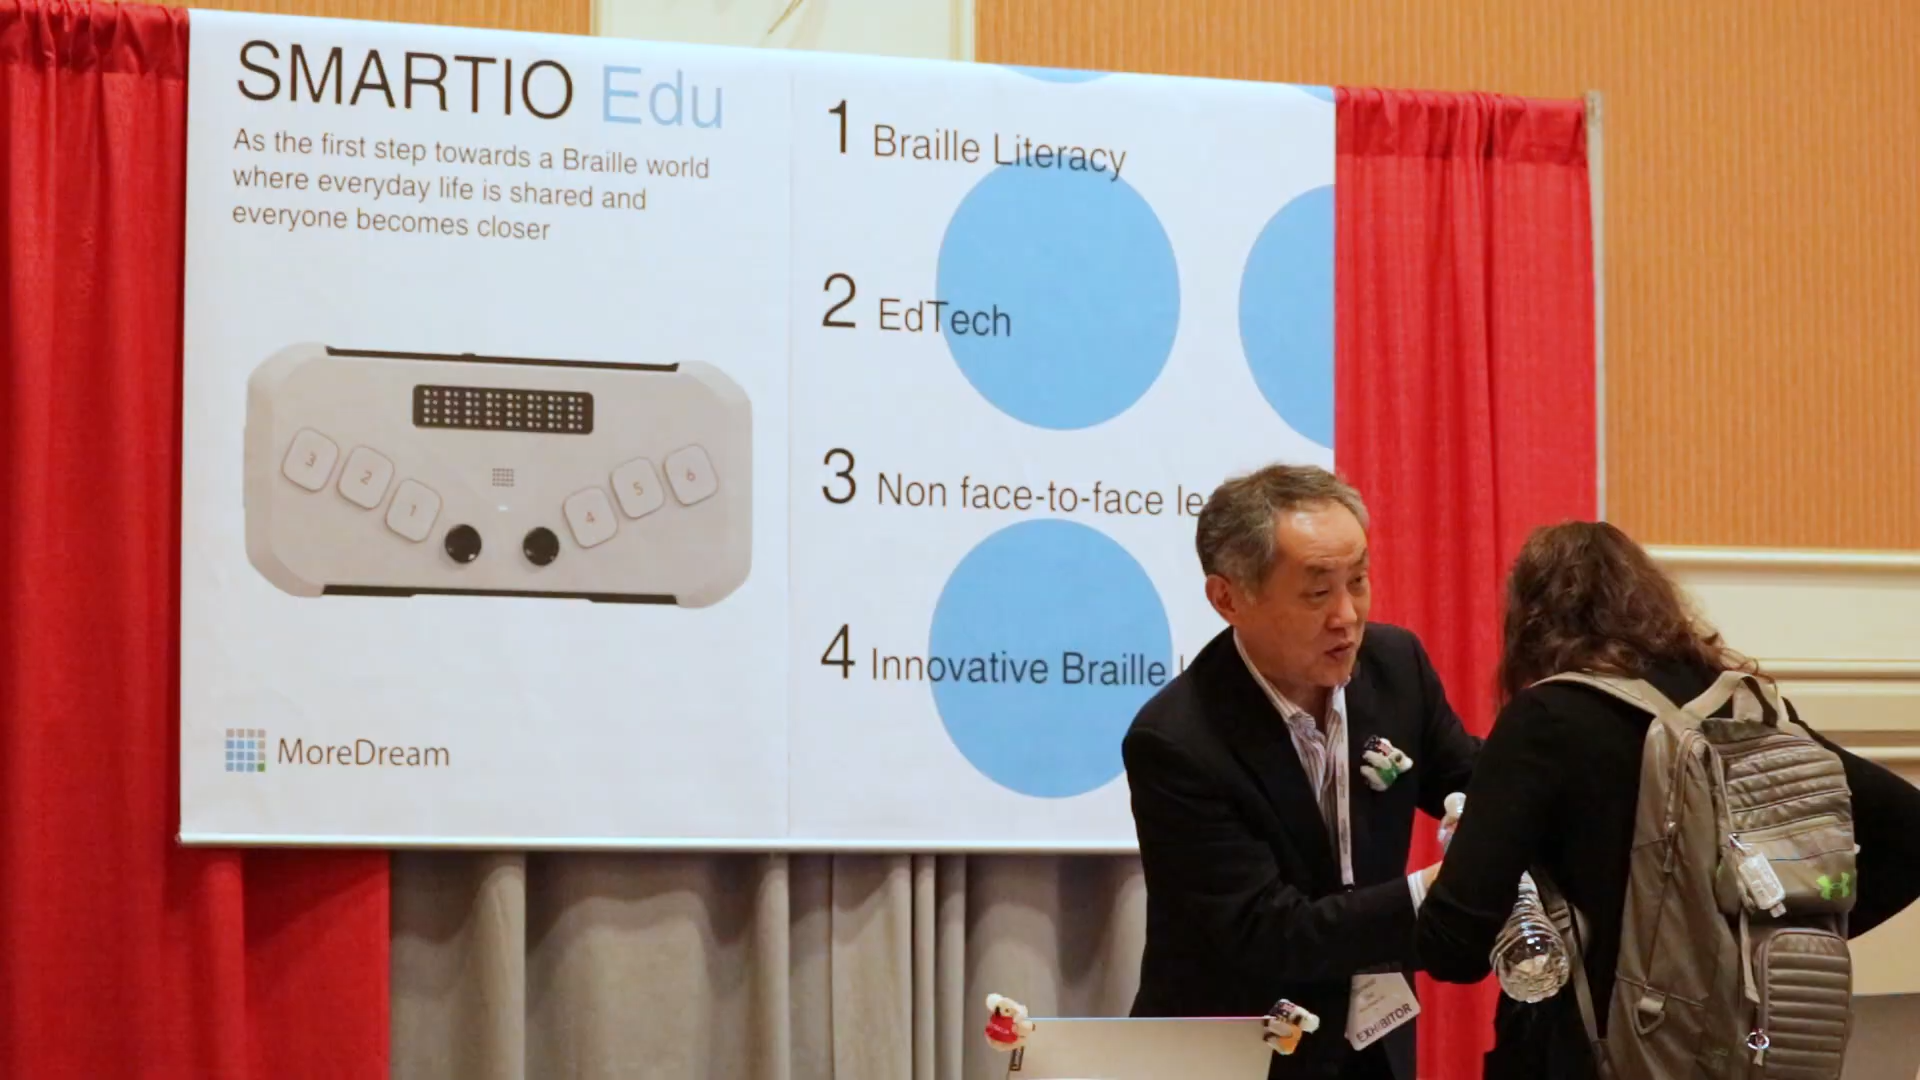 SMARTIO Edu
As the first step towards a Braille world
where everyday life is shared and
everyone becomes closer
3
2
1
4
5
6
MoreDream
1 Braille Literacy
2 EdTech
3 Non face-to-face le
4 Innovative Braille
EXHIBITOR